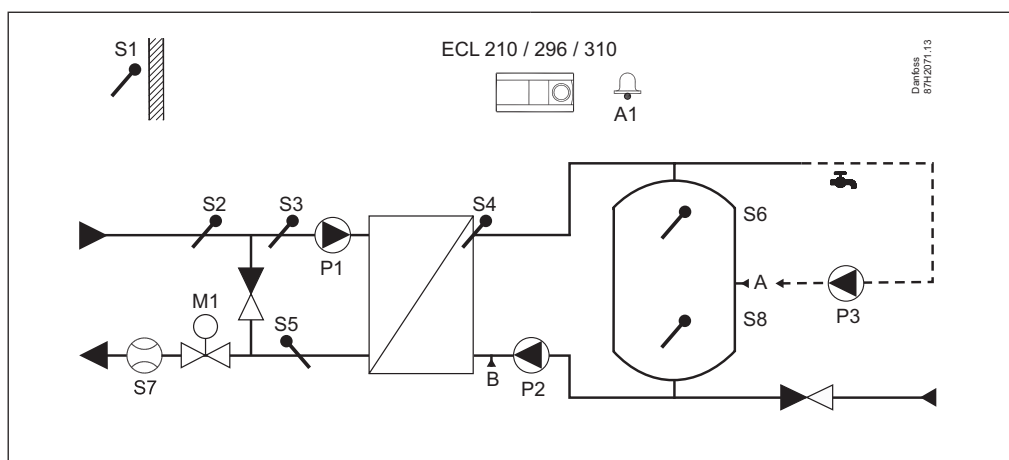 S1
ECL 210 / 296 / 310
A1
Danfoss
87H2071.13
S2
S3
S4
P1
S6
A
P3
M1
S5
S8
S7
B
P2